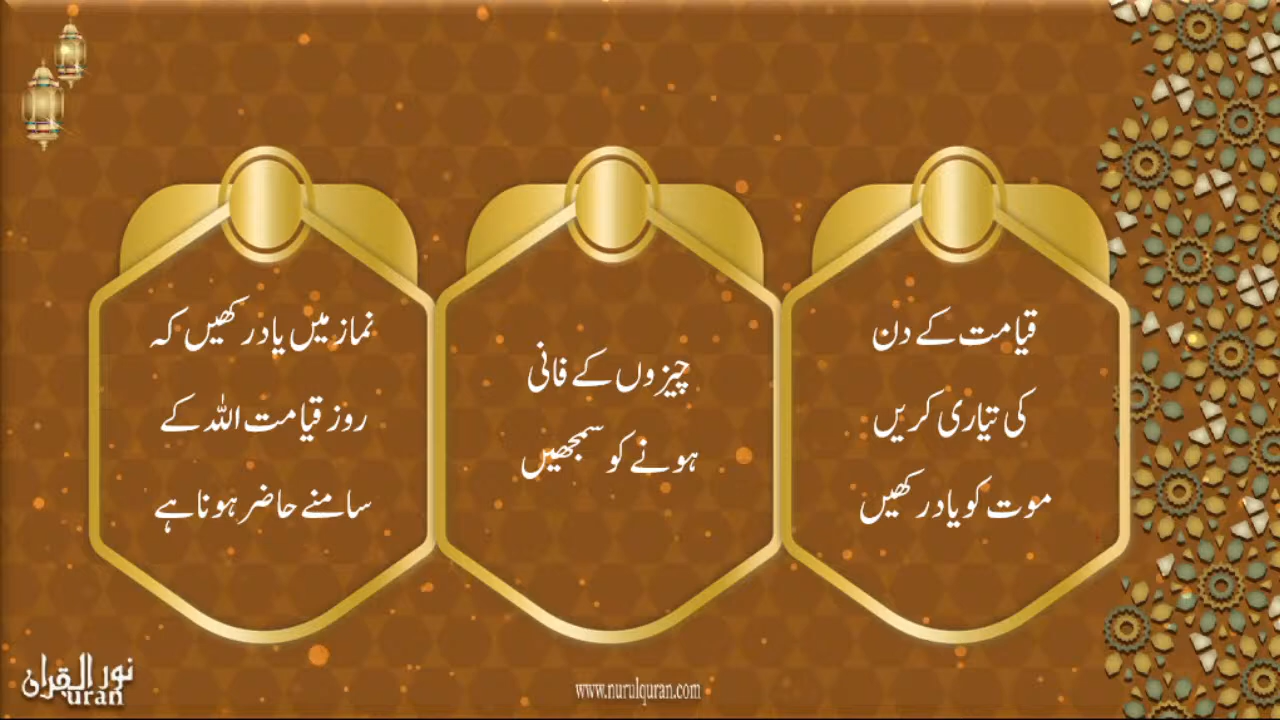 قیامت کے دن
کی تیاری کریں
موت کو یاد رکھیں
چیزوں کے فانی
ہونے کو سمجھیں
نماز میں یاد رکھیں کہ
روز قیامت اللہ کے
سامنے حاضر ہونا ہے
نور القرآن
uran
www.nurulquran.com